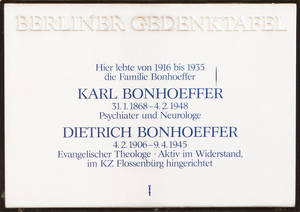 BERLINER GEDENKTAFEL
Hier lebte von 1916 bis 1935
die Familie Bonhoeffer
KARL BONHOEFFER
31.1.1868–4.2.1948
Psychiater und Neurologe
DIETRICH BONHOEFFER
4.2.1906–9.4.1945
Evangelischer Theologe · Aktiv im Widerstand,
im KZ Flossenbürg hingerichtet